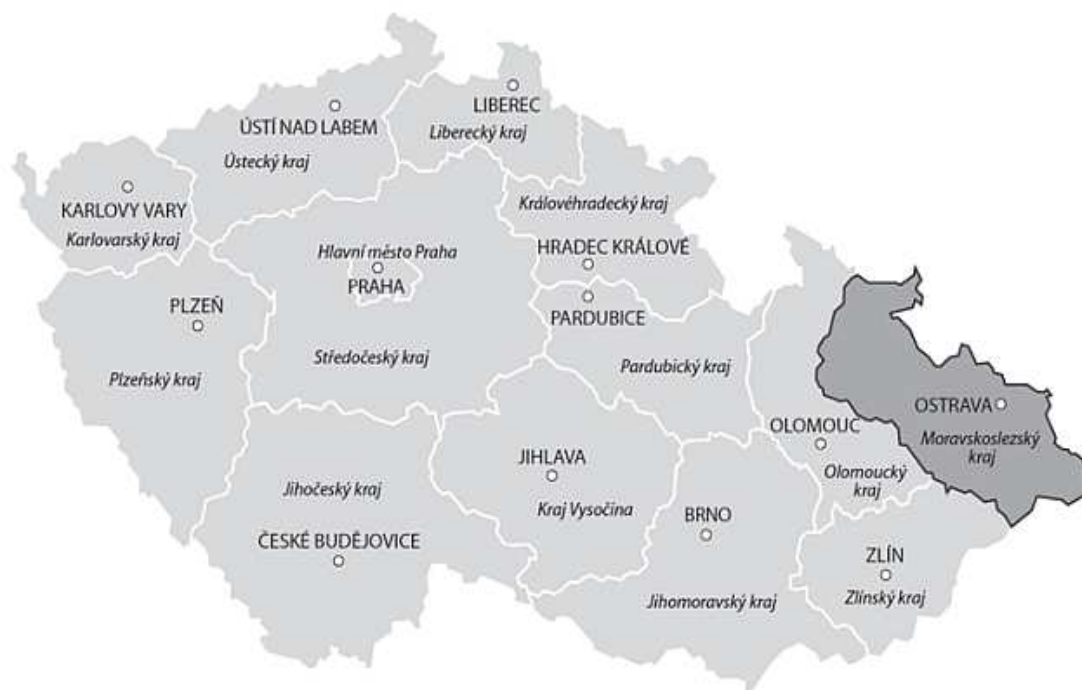 LIBEREC
Liberecký kraj
ÚSTÍ NAD LABEM
Ústecký kraj
KARLOVY VARY
Karlovarský kraj
Královéhradecký kraj
HRADEC KRÁLOVÉ
Hlavní město Praha
PRAHA
PLZEŇ
Plzeňský kraj
Středočeský kraj
PARDUBICE
Pardubický kraj
OSTRAVA
Moravskoslezský
kraj
OLOMOUC
Olomoucký
kraj
JIHLAVA
Kraj Vysočina
Jihočeský kraj
ČESKÉ BUDĚJOVICE
BRNO
Jihomoravský kraj
ZLÍN
Zlínský kraj